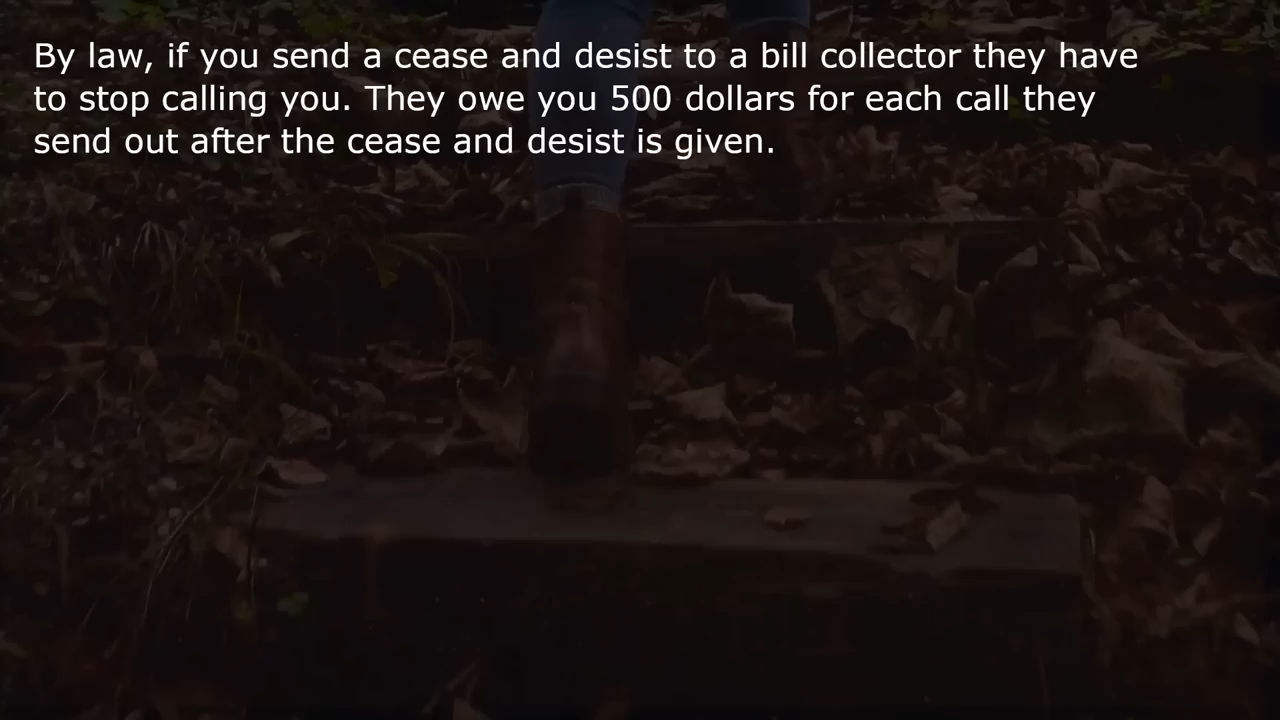 By law, if you send a cease and desist to a bill collector they have
to stop calling you. They owe you 500 dollars for each call they
send out after the cease and desist is given.